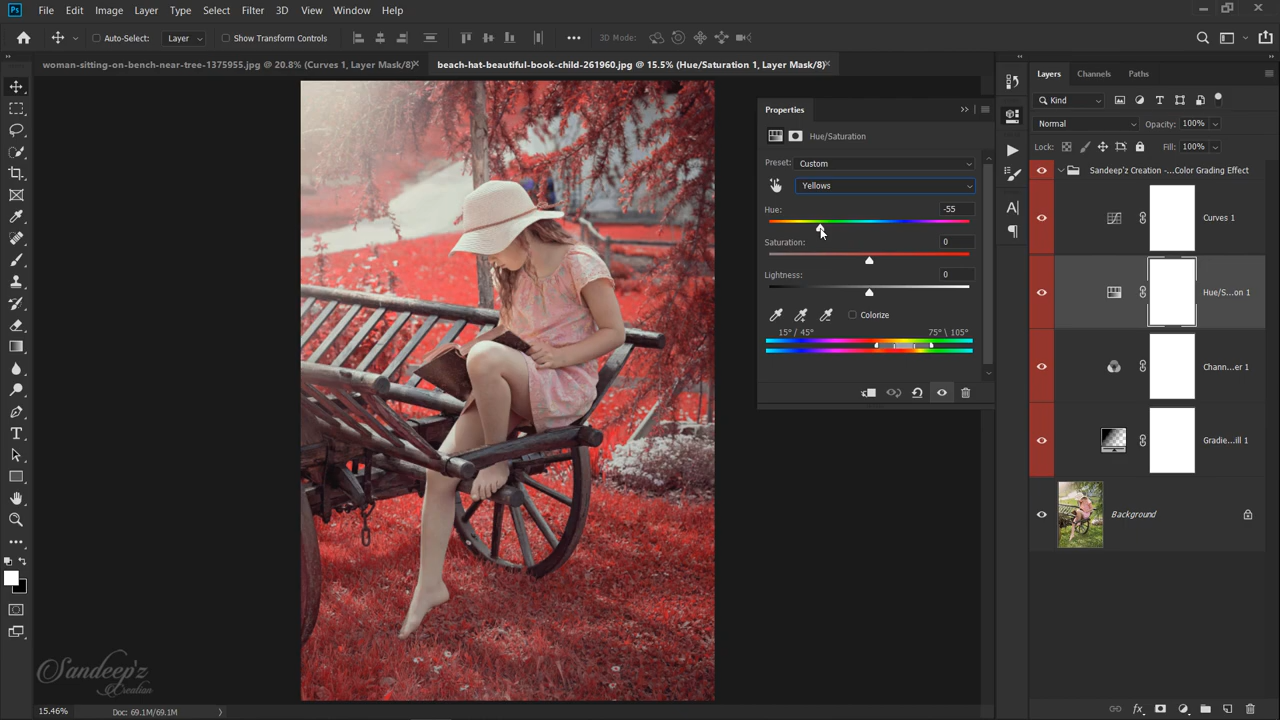 Ps File Edit Image Layer Type Select Filter 3D View Window Help
Auto-Select: Layer Show Transform Controls 3D Mode:
woman-sitting-on-bench-near-tree-1375955.jpg @ 20.8% (Curves 1, Layer Mask/8) beach-hat-beautiful-book-child-261960.jpg @ 15.5% (Hue/Saturation 1, Layer Mask/8)
Properties
Hue/Saturation
Preset: Custom
Yellows
Hue: -55
Saturation: 0
Lightness: 0
Colorize
15° / 45° 75° \ 105°
Layers Channels Paths
Kind
Normal Opacity: 100%
Lock: Fill: 100%
Sandeep'z Creation -...Color Grading Effect
Curves 1
Hue/S...on 1
Chann...er 1
Gradie...ill 1
Background
Sandeep'z
Creation
15.46% Doc: 69.1M/69.1M